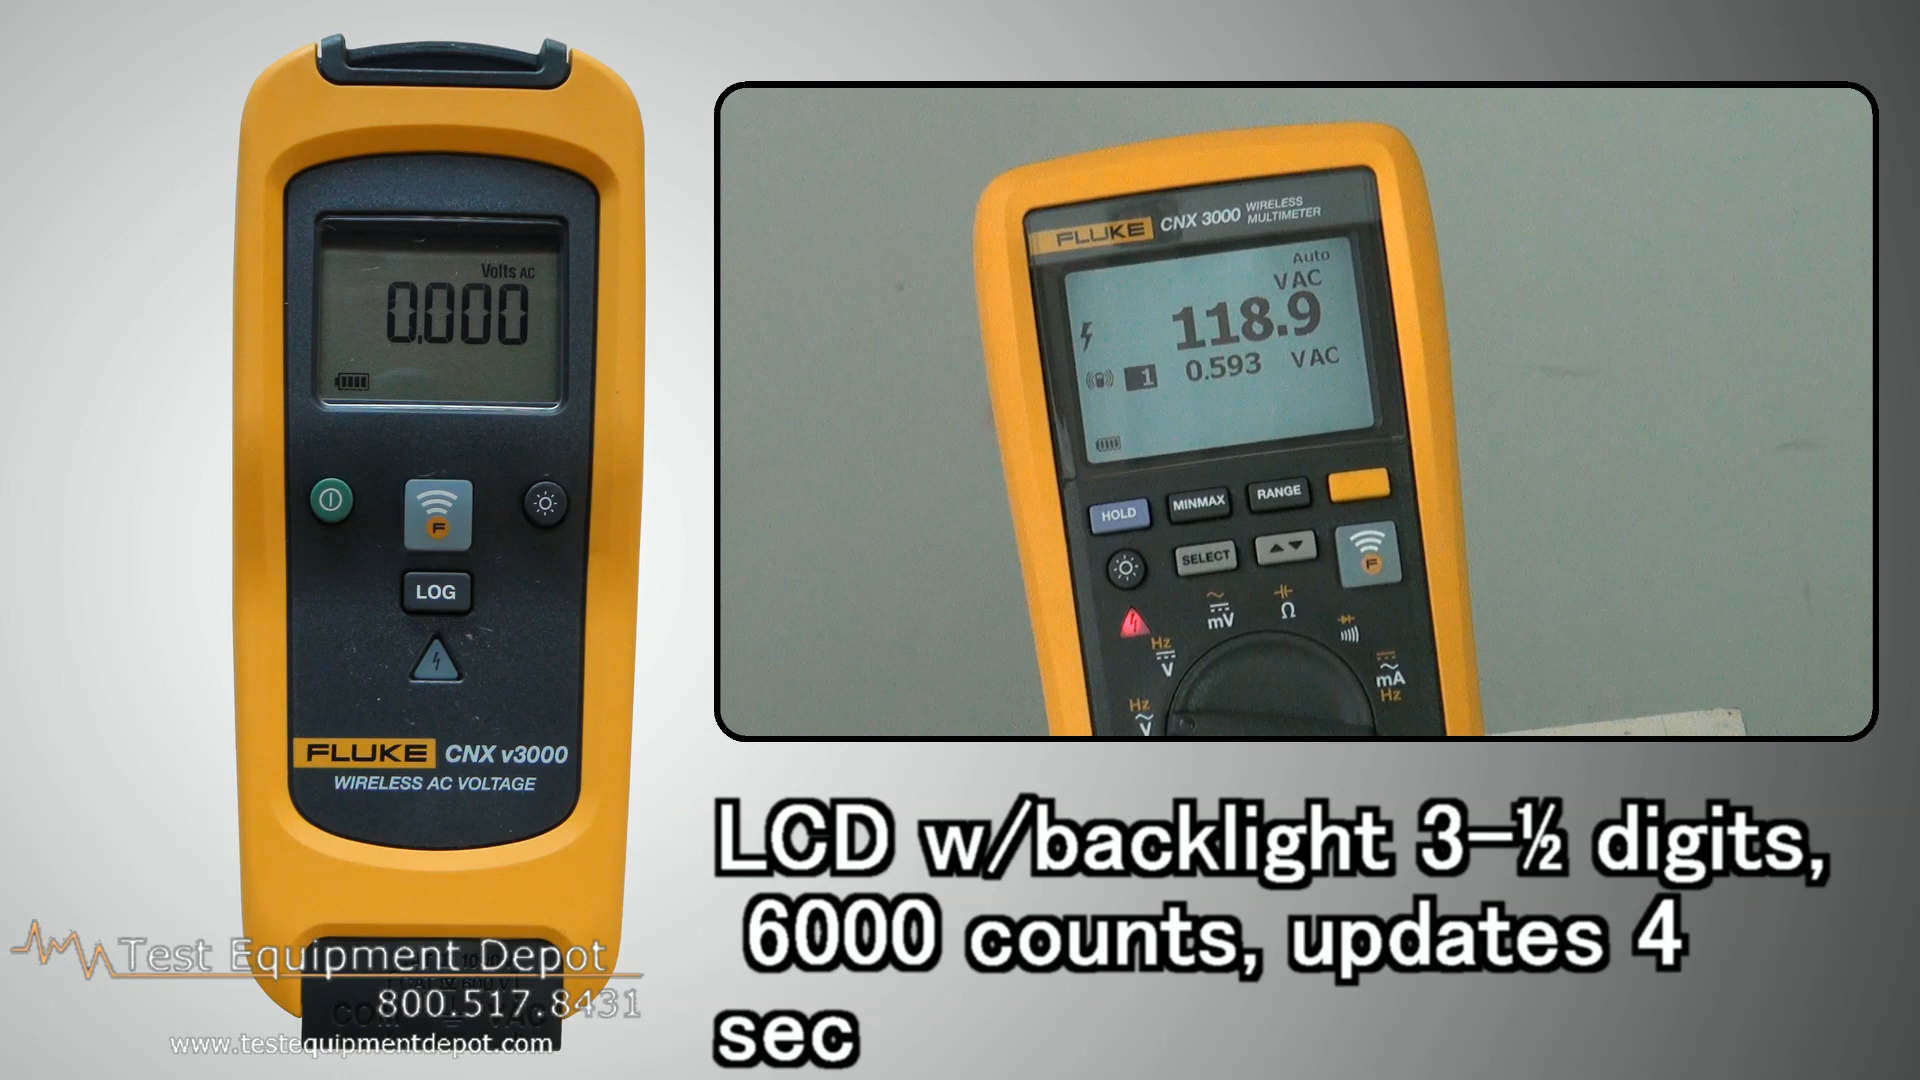 Volts AC
0.000
F
LOG
FLUKE CNX v3000
WIRELESS AC VOLTAGE
Test Equipment Depot
800.517.8431
www.testequipmentdepot.com
FLUKE CNX 3000 WIRELESS MULTIMETER
Auto
VAC
118.9
1 0.593 VAC
HOLD MINMAX RANGE
SELECT
F
mV Ω
Hz
V
mA
Hz
Hz
V
LCD w/backlight 3-½ digits,
6000 counts, updates 4
sec